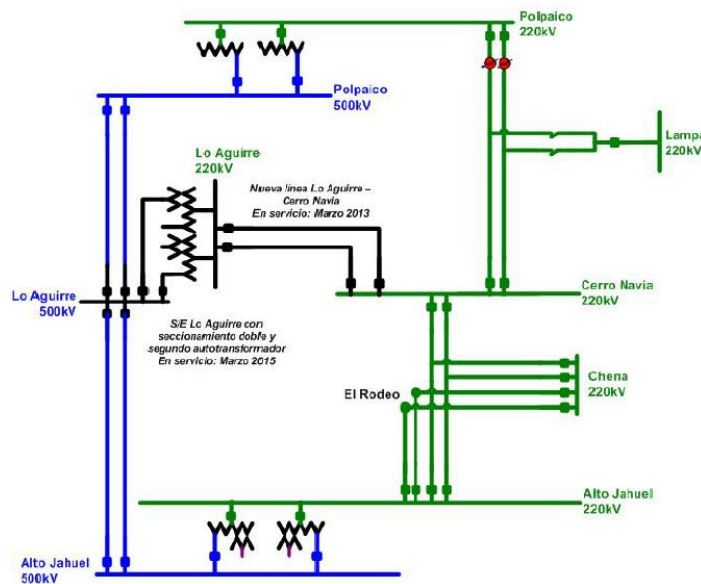 Polpaico
220kV
Polpaico
500kV
Lampa
220kV
Lo Aguirre
220kV
Nueva línea Lo Aguirre –
Cerro Navia
En servicio: Marzo 2013
Lo Aguirre
500kV
Cerro Navia
220kV
S/E Lo Aguirre con
seccionamiento doble y
segundo autotransformador
En servicio: Marzo 2015
El Rodeo
Chena
220kV
Alto Jahuel
220kV
Alto Jahuel
500kV